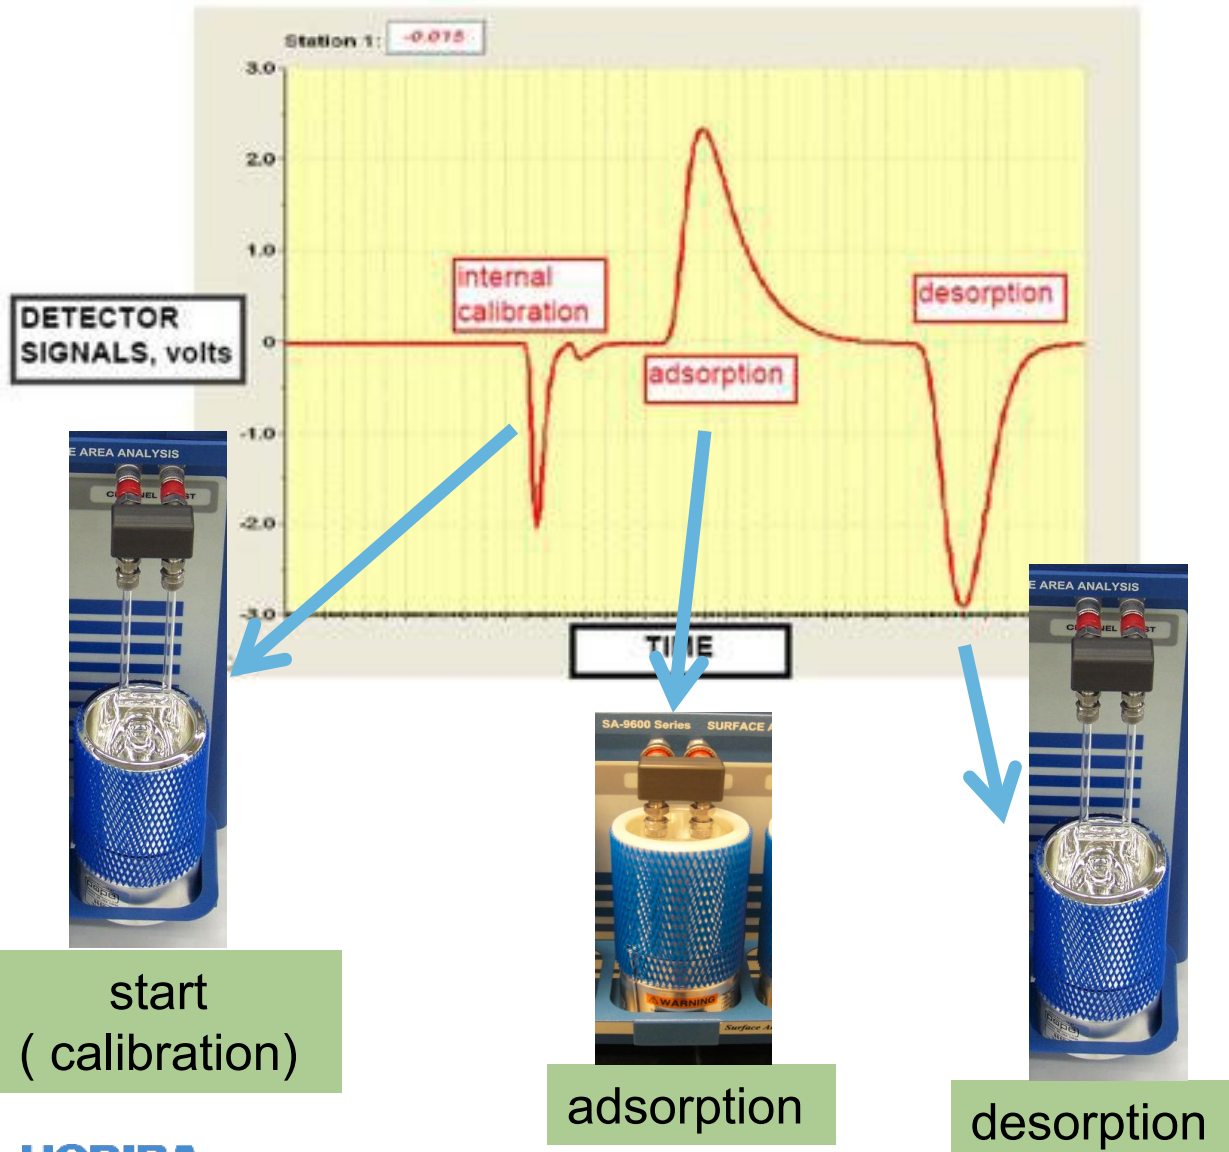 Station 1: -0.015
3.0
2.0
1.0
0
-1.0
-2.0
-3.0
internal
calibration
adsorption
desorption
DETECTOR
SIGNALS, volts
TIME
E AREA ANALYSIS
E AREA ANALYSIS
SA-9600 Series SURFACE A
WARNING
Surface A
start
( calibration)
adsorption
desorption
HORIBA